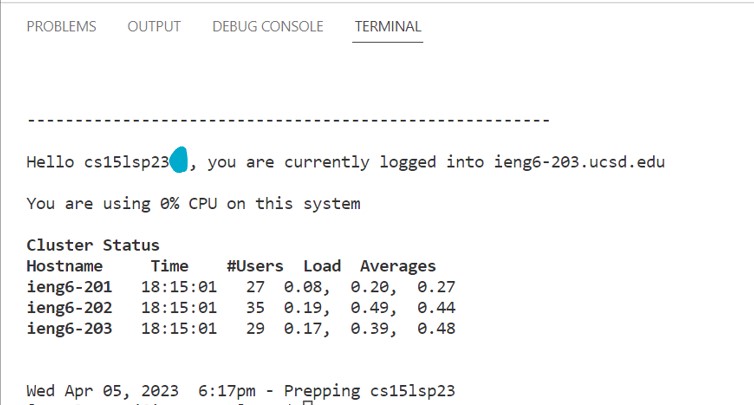 PROBLEMS OUTPUT DEBUG CONSOLE TERMINAL
-------------------------------------------------------
Hello cs15lsp23 , you are currently logged into ieng6-203.ucsd.edu
You are using 0% CPU on this system
Cluster Status
Hostname Time #Users Load Averages
ieng6-201 18:15:01 27 0.08, 0.20, 0.27
ieng6-202 18:15:01 35 0.19, 0.49, 0.44
ieng6-203 18:15:01 29 0.17, 0.39, 0.48
Wed Apr 05, 2023 6:17pm - Prepping cs15lsp23